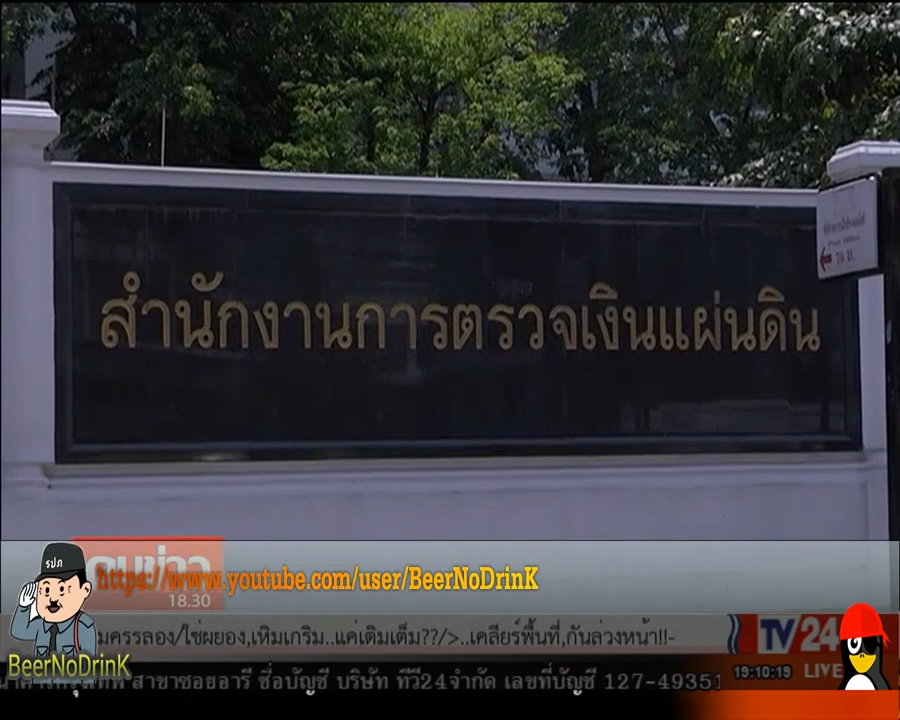 สำนักงานการตรวจเงินแผ่นดิน
รปภ
https://www.youtube.com/user/BeerNoDrinK
18.30
มครรลอง/ใช่ผยอง,เหิมเกริม..แค่เติมเต็ม??/>..เคลียร์พื้นที่,กันล่วงหน้า!!-
TV 24
BeerNoDrinK
สาขาซอยอารี ชื่อบัญชี บริษัท ทีวี24จำกัด เลขที่บัญชี 127-49351
19:10:19 LIVE